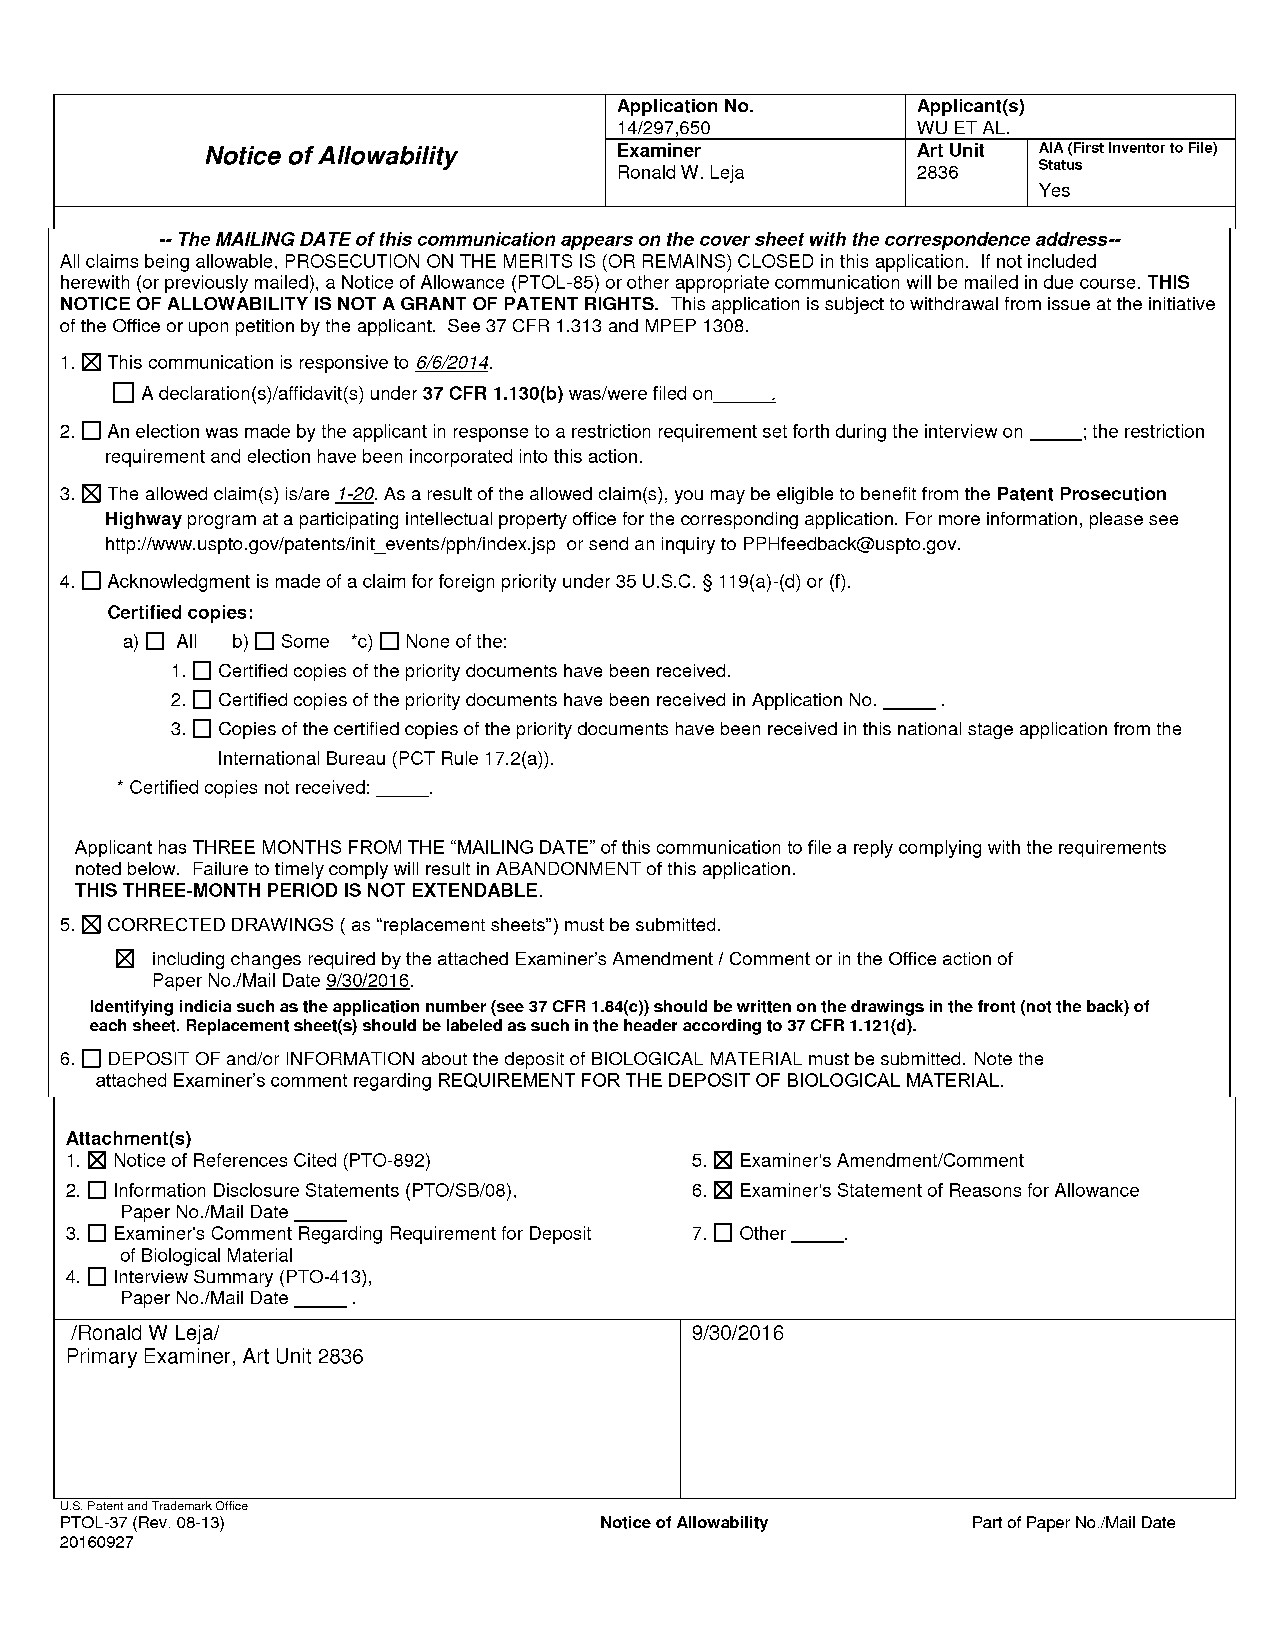 Notice of Allowability
Application No.
14/297,650
Applicant(s)
WU ET AL.
Examiner
Ronald W. Leja
Art Unit
2836
AIA (First Inventor to File)
Status
Yes
-- The MAILING DATE of this communication appears on the cover sheet with the correspondence address--
All claims being allowable, PROSECUTION ON THE MERITS IS (OR REMAINS) CLOSED in this application. If not included
herewith (or previously mailed), a Notice of Allowance (PTOL-85) or other appropriate communication will be mailed in due course. THIS
NOTICE OF ALLOWABILITY IS NOT A GRANT OF PATENT RIGHTS. This application is subject to withdrawal from issue at the initiative
of the Office or upon petition by the applicant. See 37 CFR 1.313 and MPEP 1308.
1. ☒ This communication is responsive to 6/6/2014.
☐ A declaration(s)/affidavit(s) under 37 CFR 1.130(b) was/were filed on______.
2. ☐ An election was made by the applicant in response to a restriction requirement set forth during the interview on _____; the restriction
requirement and election have been incorporated into this action.
3. ☒ The allowed claim(s) is/are 1-20. As a result of the allowed claim(s), you may be eligible to benefit from the Patent Prosecution
Highway program at a participating intellectual property office for the corresponding application. For more information, please see
http://www.uspto.gov/patents/init_events/pph/index.jsp or send an inquiry to PPHfeedback@uspto.gov.
4. ☐ Acknowledgment is made of a claim for foreign priority under 35 U.S.C. § 119(a)-(d) or (f).
Certified copies:
a) ☐ All b) ☐ Some *c) ☐ None of the:
1. ☐ Certified copies of the priority documents have been received.
2. ☐ Certified copies of the priority documents have been received in Application No. _____ .
3. ☐ Copies of the certified copies of the priority documents have been received in this national stage application from the
International Bureau (PCT Rule 17.2(a)).
* Certified copies not received: _____.
Applicant has THREE MONTHS FROM THE “MAILING DATE” of this communication to file a reply complying with the requirements
noted below. Failure to timely comply will result in ABANDONMENT of this application.
THIS THREE-MONTH PERIOD IS NOT EXTENDABLE.
5. ☒ CORRECTED DRAWINGS ( as “replacement sheets”) must be submitted.
☒ including changes required by the attached Examiner’s Amendment / Comment or in the Office action of
Paper No./Mail Date 9/30/2016.
Identifying indicia such as the application number (see 37 CFR 1.84(c)) should be written on the drawings in the front (not the back) of
each sheet. Replacement sheet(s) should be labeled as such in the header according to 37 CFR 1.121(d).
6. ☐ DEPOSIT OF and/or INFORMATION about the deposit of BIOLOGICAL MATERIAL must be submitted. Note the
attached Examiner’s comment regarding REQUIREMENT FOR THE DEPOSIT OF BIOLOGICAL MATERIAL.
Attachment(s)
1. ☒ Notice of References Cited (PTO-892)
2. ☐ Information Disclosure Statements (PTO/SB/08),
Paper No./Mail Date _____
3. ☐ Examiner's Comment Regarding Requirement for Deposit
of Biological Material
4. ☐ Interview Summary (PTO-413),
Paper No./Mail Date _____ .
5. ☒ Examiner's Amendment/Comment
6. ☒ Examiner's Statement of Reasons for Allowance
7. ☐ Other _____.
/Ronald W Leja/
Primary Examiner, Art Unit 2836
9/30/2016
U.S. Patent and Trademark Office
PTOL-37 (Rev. 08-13)
20160927
Notice of Allowability
Part of Paper No./Mail Date